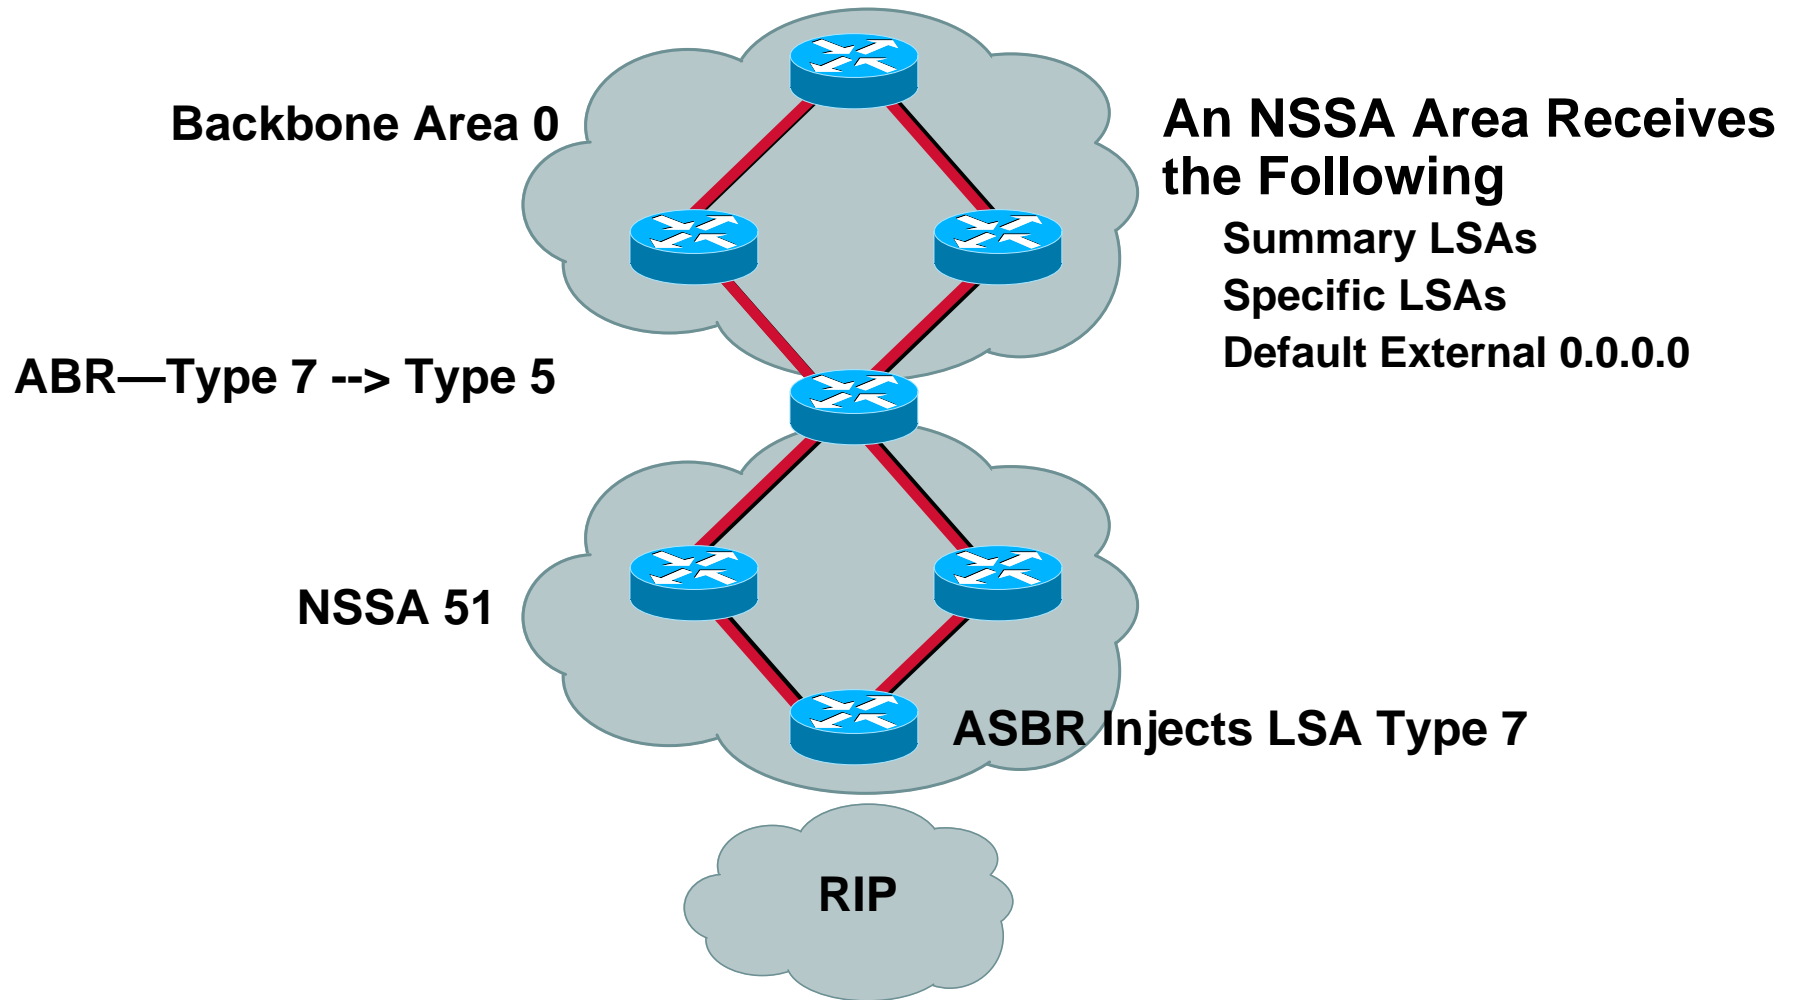 Backbone Area 0
An NSSA Area Receives
the Following
Summary LSAs
Specific LSAs
Default External 0.0.0.0
ABR—Type 7 --> Type 5
NSSA 51
ASBR Injects LSA Type 7
RIP